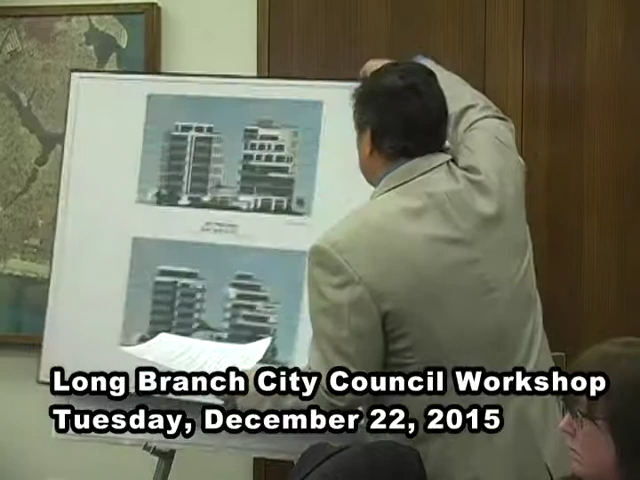 Long Branch City Council Workshop
Tuesday, December 22, 2015